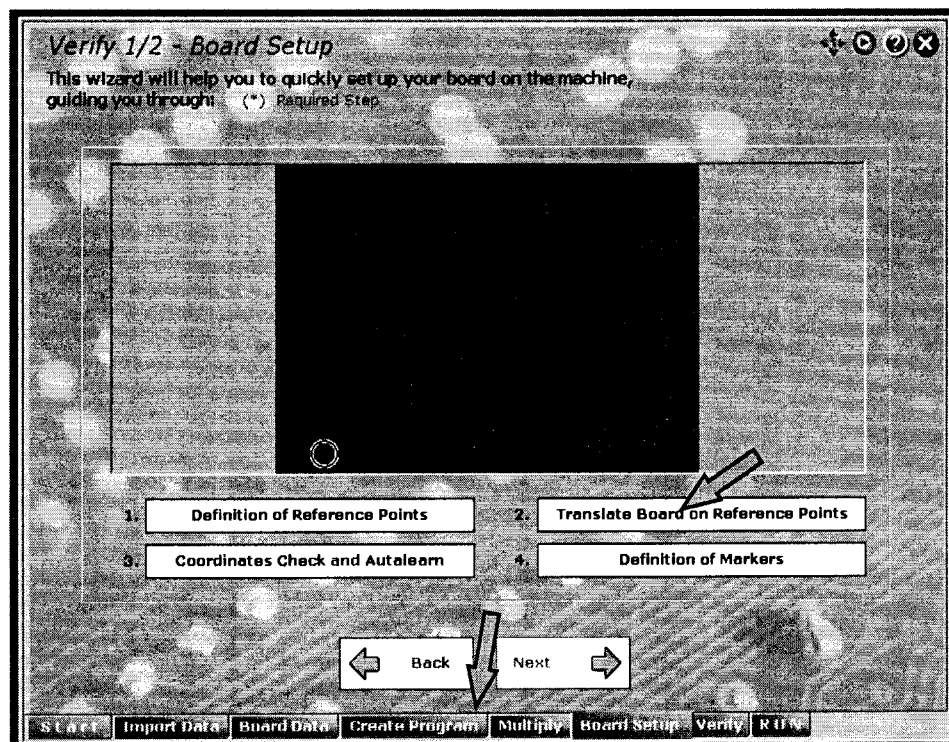 Verify 1/2 - Board Setup
This wizard will help you to quickly set up your board on the machine,
guiding you through: (*) Required Step
1. Definition of Reference Points
2. Translate Board on Reference Points
3. Coordinates Check and Autalearn
4. Definition of Markers
Back Next
Start Import Data Board Data Create Program Multiply Board Setup Verify RUN